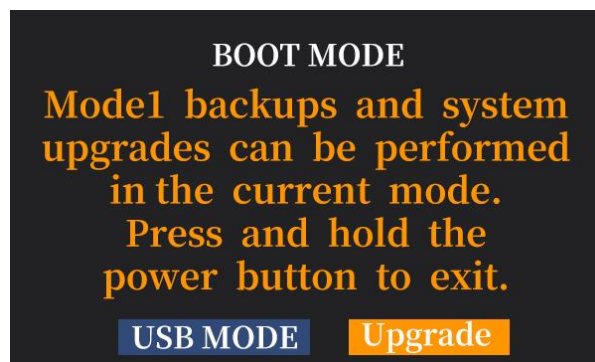 BOOT MODE
Mode1 backups and system
upgrades can be performed
in the current mode.
Press and hold the
power button to exit.
USB MODE Upgrade